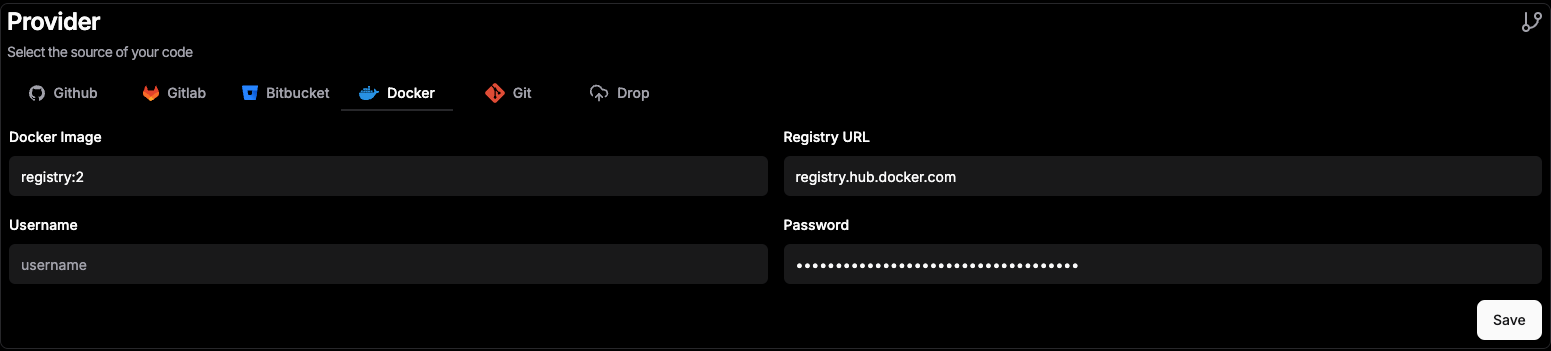 Provider
Select the source of your code
Github Gitlab Bitbucket Docker Git Drop
Docker Image Registry URL
registry:2 registry.hub.docker.com
Username Password
username ••••••••••••••••••••••••••••••••••••
Save